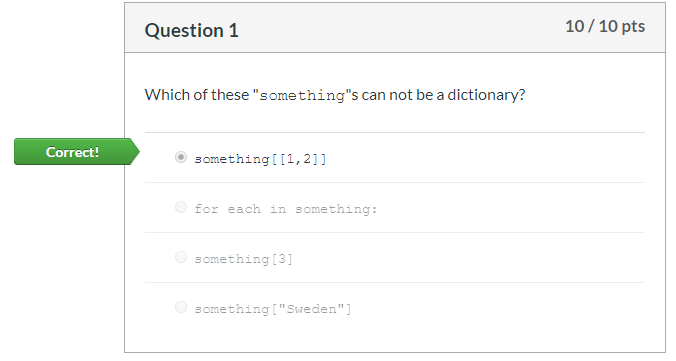 Question 1
10 / 10 pts
Which of these "something"s can not be a dictionary?
Correct!
something[[1,2]]
for each in something:
something[3]
something["Sweden"]